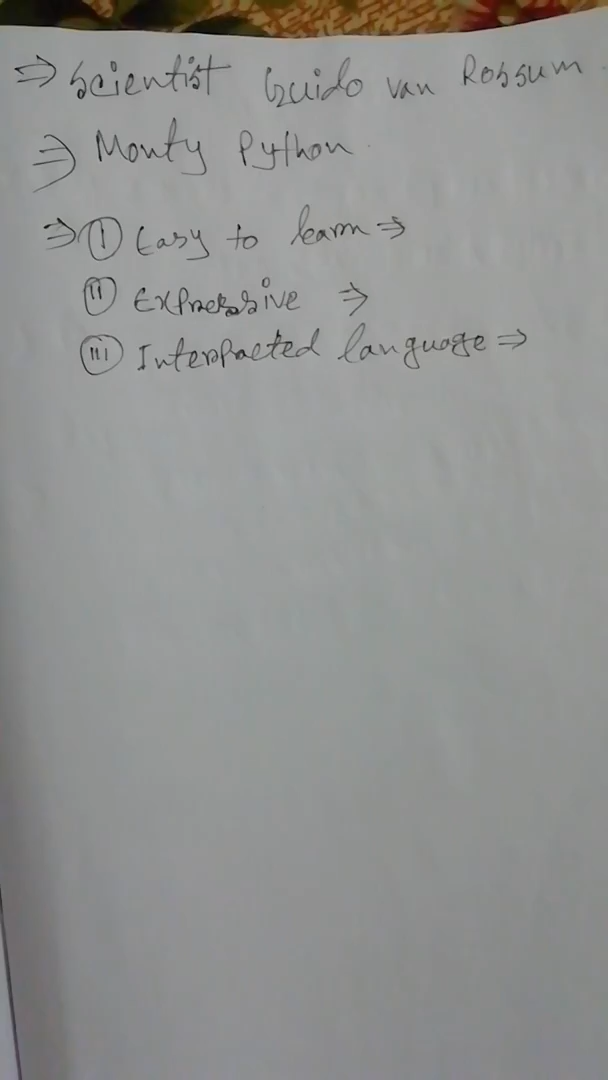 ⇒ Scientist Guido van Rossum
⇒ Monty Python.
⇒ (I) Easy to learn ⇒
(II) Expressive ⇒
(III) Interpreted language ⇒